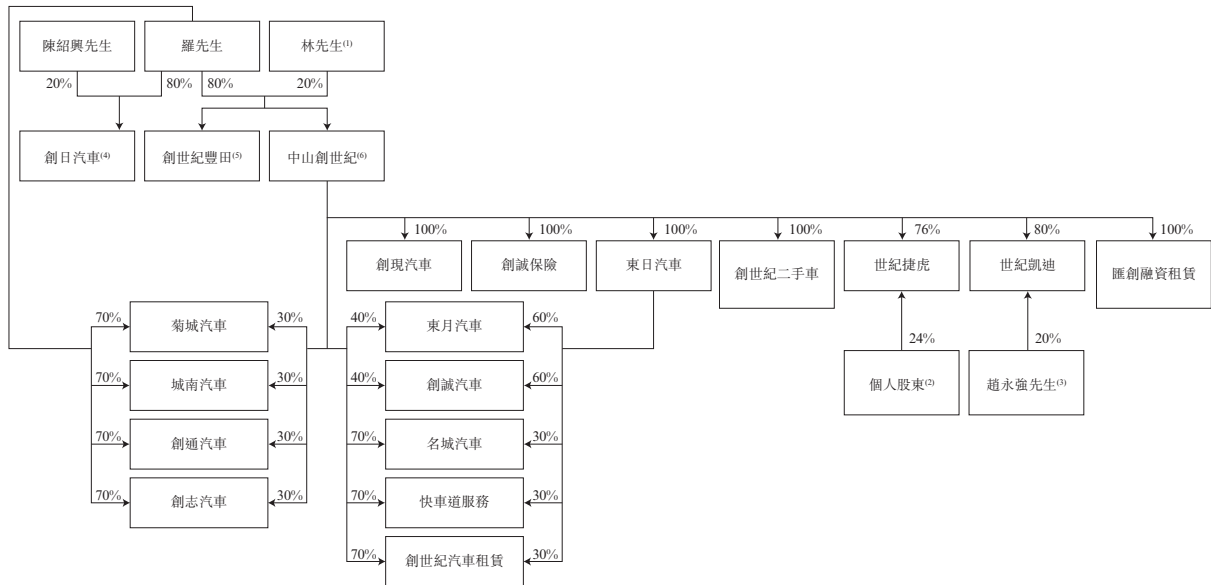 陳紹興先生
羅先生
林先生(1)
20%
80%
80%
20%
創日汽車(4)
創世紀豐田(5)
中山創世紀(6)
100%
100%
100%
100%
76%
80%
100%
創現汽車
創誠保險
東日汽車
創世紀二手車
世紀捷虎
世紀凱迪
匯創融資租賃
70%
菊城汽車
30%
40%
東月汽車
60%
24%
20%
70%
城南汽車
30%
40%
創誠汽車
60%
個人股東(2)
趙永強先生(3)
70%
創通汽車
30%
70%
名城汽車
30%
70%
創志汽車
30%
70%
快車道服務
30%
70%
創世紀汽車租賃
30%